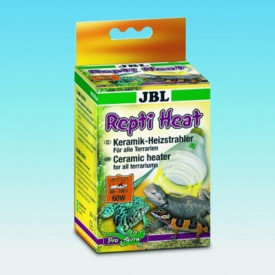 JBL
Repti Heat
Keramik-Heizstrahler
Für alle Terrarien
Ceramic heater
for all terrariums
60W